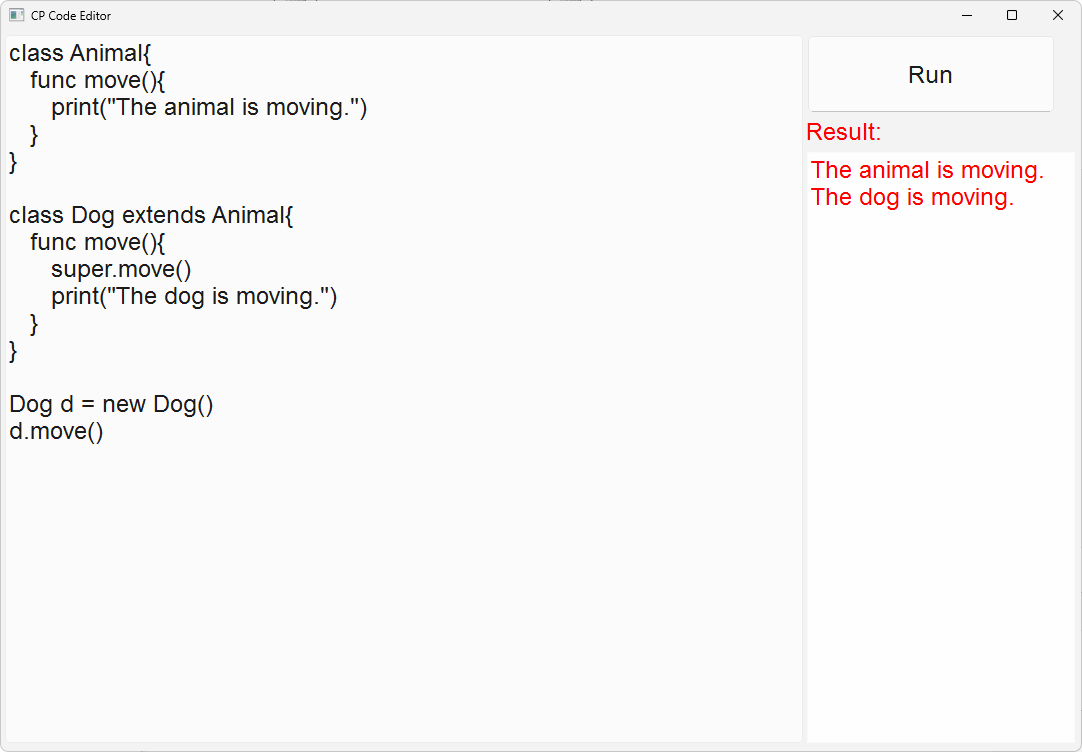 CP Code Editor
class Animal{
   func move(){
      print("The animal is moving.")
   }
}

class Dog extends Animal{
   func move(){
      super.move()
      print("The dog is moving.")
   }
}

Dog d = new Dog()
d.move()
Run
Result:
The animal is moving.
The dog is moving.